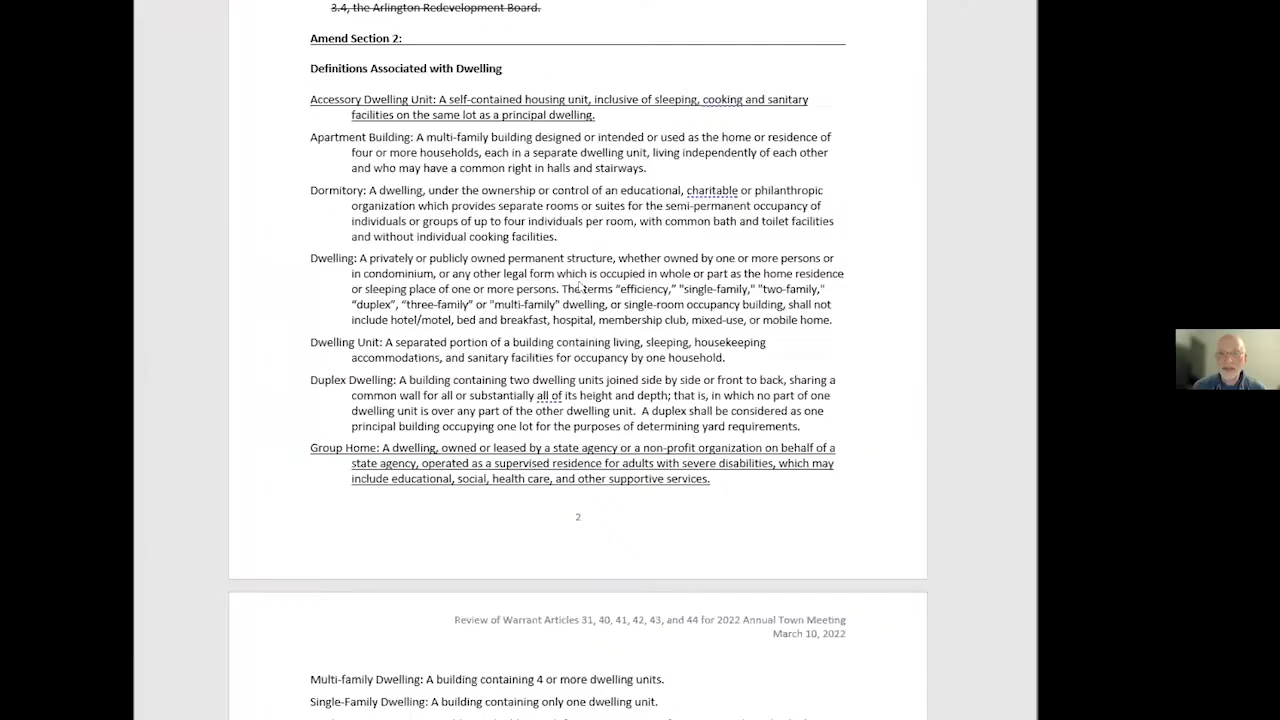 3.4, the Arlington Redevelopment Board.
Amend Section 2:
Definitions Associated with Dwelling
Accessory Dwelling Unit: A self-contained housing unit, inclusive of sleeping, cooking and sanitary
facilities on the same lot as a principal dwelling.
Apartment Building: A multi-family building designed or intended or used as the home or residence of
four or more households, each in a separate dwelling unit, living independently of each other
and who may have a common right in halls and stairways.
Dormitory: A dwelling, under the ownership or control of an educational, charitable or philanthropic
organization which provides separate rooms or suites for the semi-permanent occupancy of
individuals or groups of up to four individuals per room, with common bath and toilet facilities
and without individual cooking facilities.
Dwelling: A privately or publicly owned permanent structure, whether owned by one or more persons or
in condominium, or any other legal form which is occupied in whole or part as the home residence
or sleeping place of one or more persons. The terms “efficiency,” "single-family," "two-family,"
“duplex”, “three-family” or "multi-family" dwelling, or single-room occupancy building, shall not
include hotel/motel, bed and breakfast, hospital, membership club, mixed-use, or mobile home.
Dwelling Unit: A separated portion of a building containing living, sleeping, housekeeping
accommodations, and sanitary facilities for occupancy by one household.
Duplex Dwelling: A building containing two dwelling units joined side by side or front to back, sharing a
common wall for all or substantially all of its height and depth; that is, in which no part of one
dwelling unit is over any part of the other dwelling unit. A duplex shall be considered as one
principal building occupying one lot for the purposes of determining yard requirements.
Group Home: A dwelling, owned or leased by a state agency or a non-profit organization on behalf of a
state agency, operated as a supervised residence for adults with severe disabilities, which may
include educational, social, health care, and other supportive services.
2
Review of Warrant Articles 31, 40, 41, 42, 43, and 44 for 2022 Annual Town Meeting
March 10, 2022
Multi-family Dwelling: A building containing 4 or more dwelling units.
Single-Family Dwelling: A building containing only one dwelling unit.